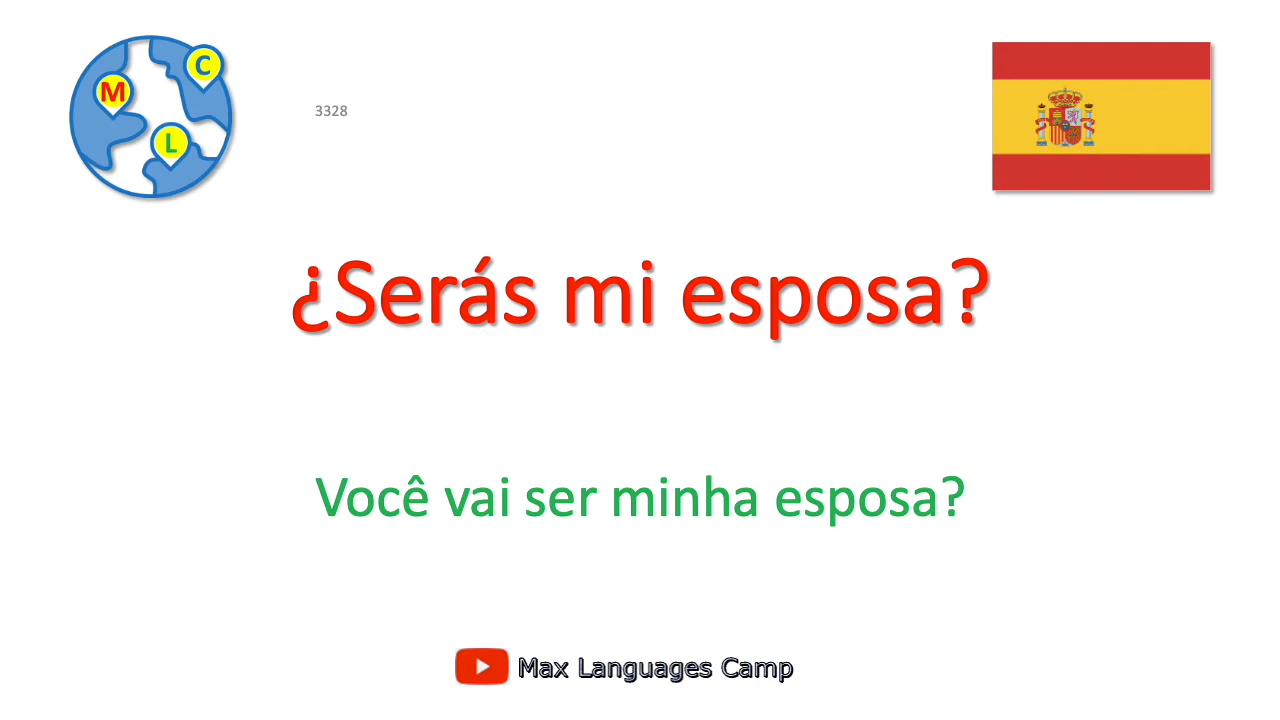 M
C
L
3328
¿Serás mi esposa?
Você vai ser minha esposa?
Max Languages Camp